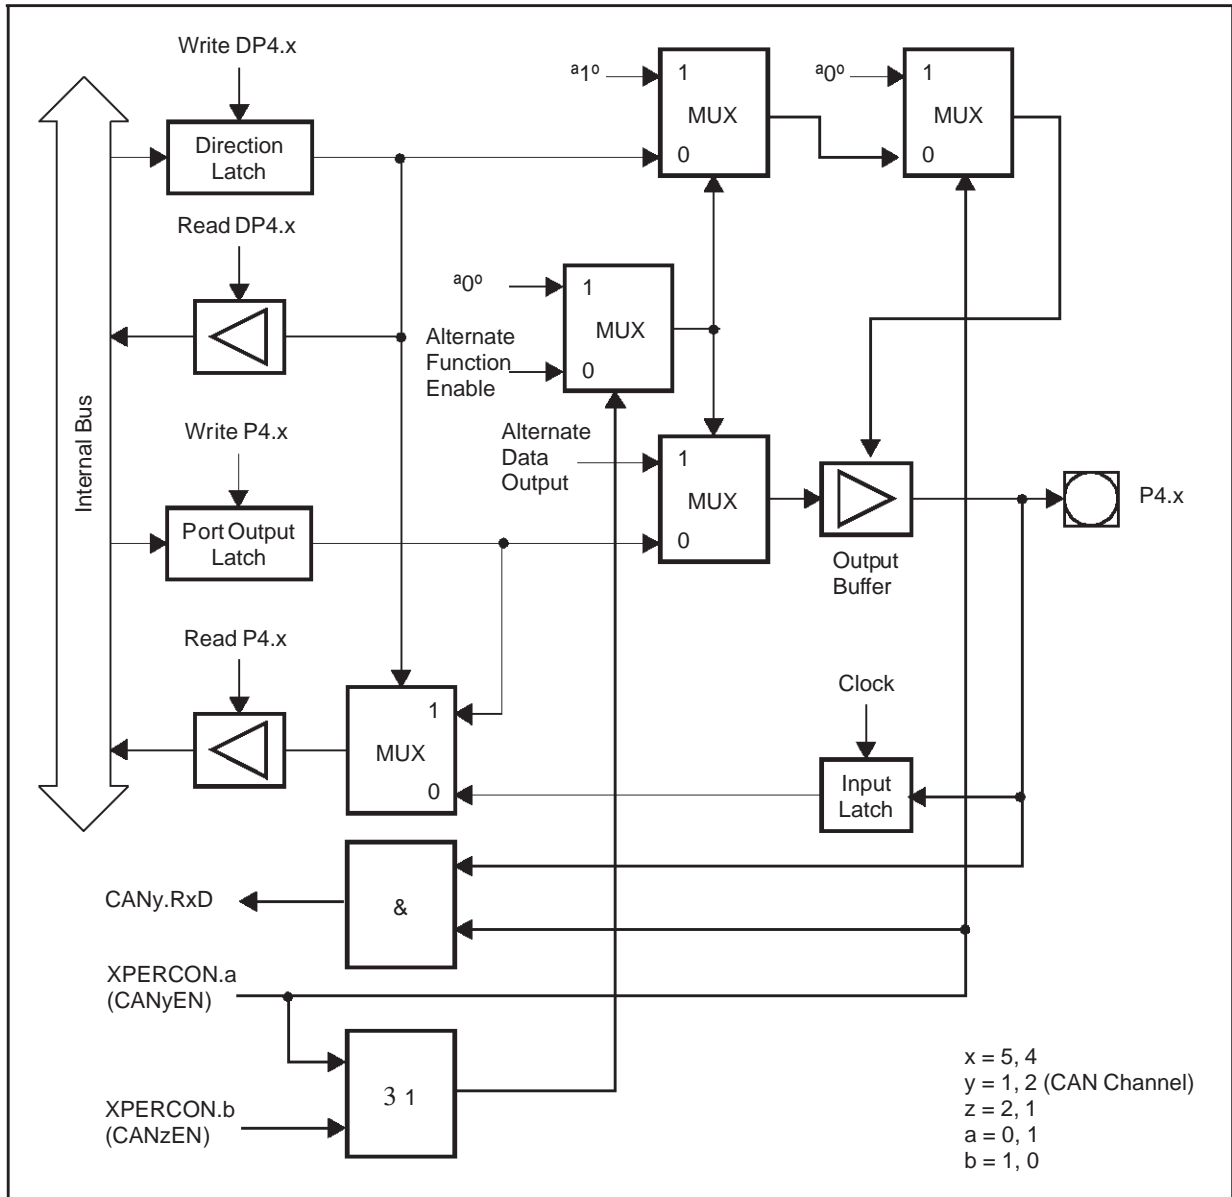 Write DP4.x
Direction
Latch
Read DP4.x
Internal Bus
Write P4.x
Port Output
Latch
Read P4.x
ª1º
1
MUX
0
ª0º
1
MUX
0
ª0º
1
MUX
0
Alternate
Function
Enable
Alternate
Data
Output
1
MUX
0
Output
Buffer
P4.x
1
MUX
0
Clock
Input
Latch
CANy.RxD
&
XPERCON.a
(CANyEN)
3 1
XPERCON.b
(CANzEN)
x = 5, 4
y = 1, 2 (CAN Channel)
z = 2, 1
a = 0, 1
b = 1, 0